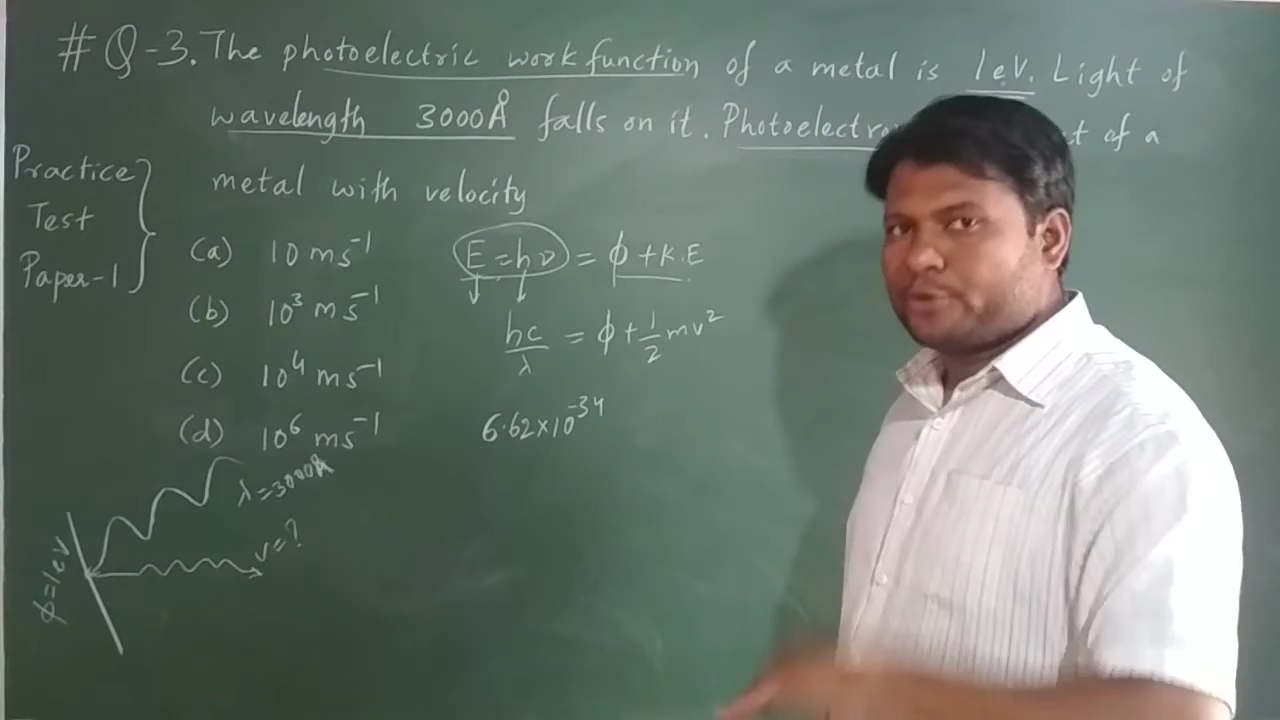 # Q-3. The photoelectric work function of a metal is 1eV. Light of
wavelength 3000Å falls on it. of a
metal with velocity
Practice
Test
Paper-1
(a) 10 ms⁻¹
(b) 10³ ms⁻¹
(c) 10⁴ ms⁻¹
(d) 10⁶ ms⁻¹
E = hν = ϕ + K.E
hc/λ = ϕ + 1/2 mv²
6.62×10⁻³⁴
λ=3000Å
v=?
ϕ=1eV